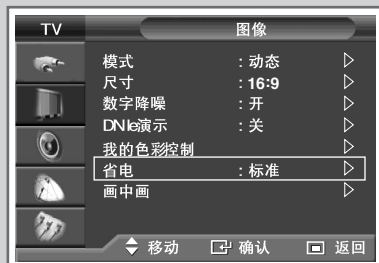 TV 图像
模式 : 动态
尺寸 : 16:9
数字降噪 : 开
DNIe演示 : 关
我的色彩控制
省电 : 标准
画中画
移动 确认 返回